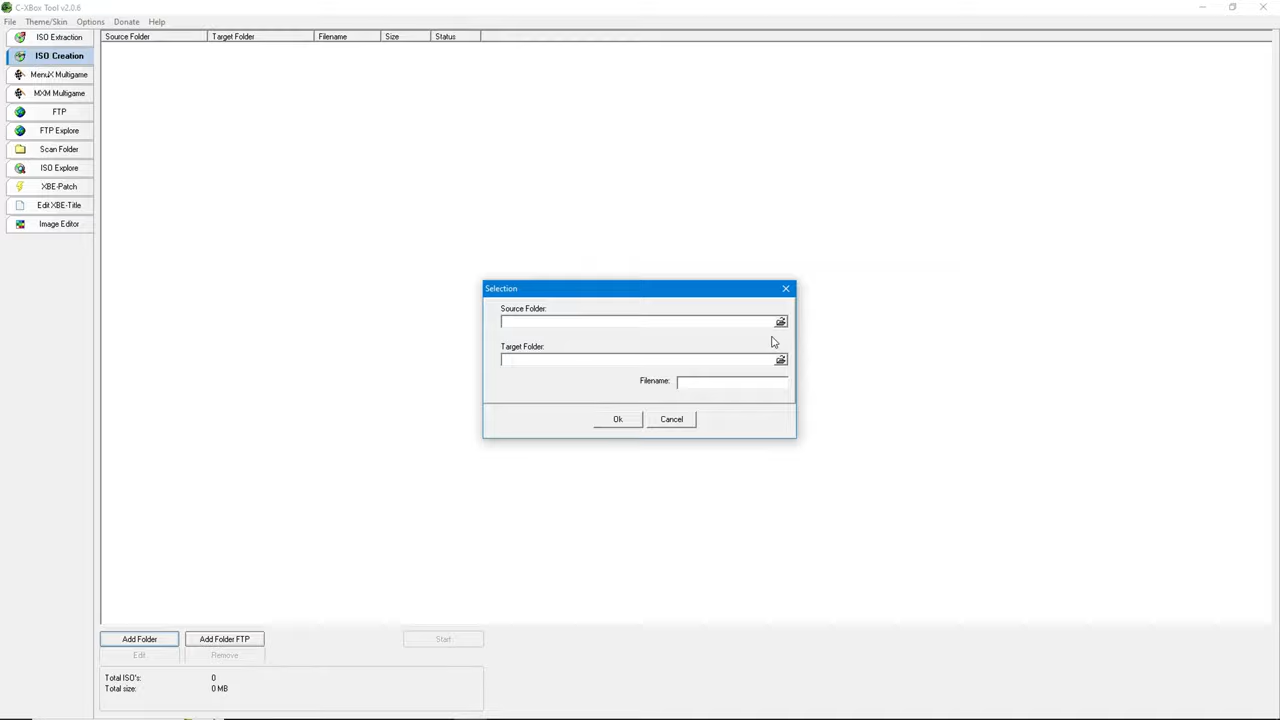 C-XBox Tool v2.0.6
File Theme/Skin Options Donate Help
ISO Extraction
ISO Creation
MenuX Multigame
MXM Multigame
FTP
FTP Explore
Scan Folder
ISO Explore
XBE-Patch
Edit XBE-Title
Image Editor
Source Folder Target Folder Filename Size Status
Selection
Source Folder:
Target Folder:
Filename:
Ok Cancel
Add Folder Add Folder FTP Start
Edit Remove
Total ISO's: 0
Total size: 0 MB